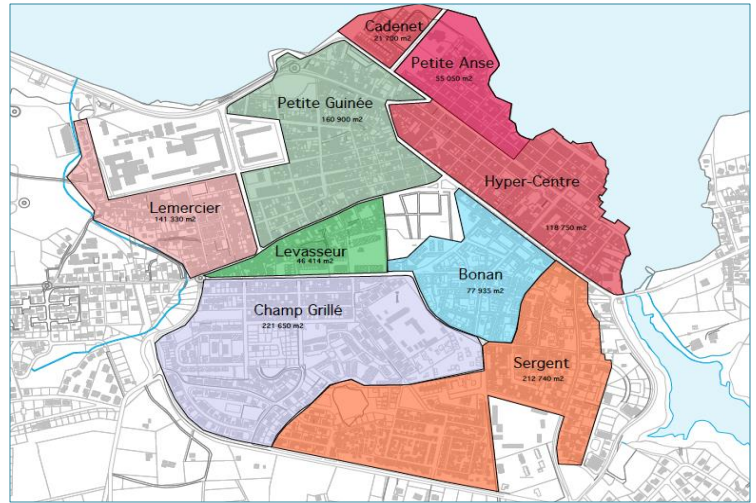 Cadenet
21 700 m2
Petite Anse
55 050 m2
Petite Guinée
160 900 m2
Hyper-Centre
118 750 m2
Lemercier
141 330 m2
Levasseur
46 414 m2
Bonan
77 935 m2
Champ Grillé
221 650 m2
Sergent
212 740 m2